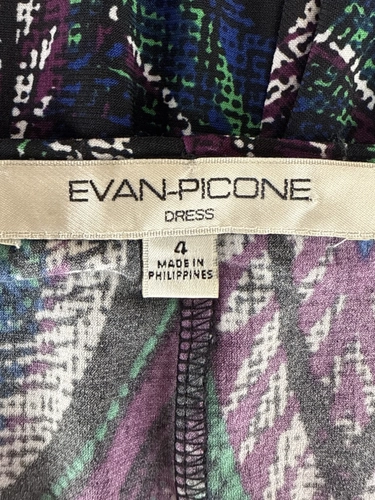 EVAN-PICONE
DRESS
4
MADE IN
PHILIPPINES